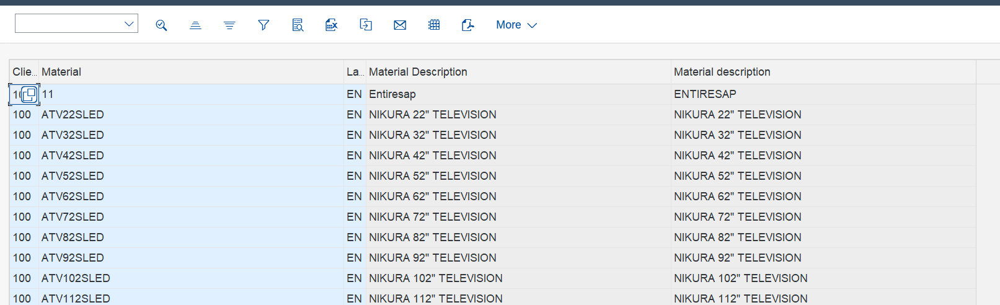 More
Clie... Material La... Material Description Material description
11 EN Entiresap ENTIRESAP
100 ATV22SLED EN NIKURA 22" TELEVISION NIKURA 22" TELEVISION
100 ATV32SLED EN NIKURA 32" TELEVISION NIKURA 32" TELEVISION
100 ATV42SLED EN NIKURA 42" TELEVISION NIKURA 42" TELEVISION
100 ATV52SLED EN NIKURA 52" TELEVISION NIKURA 52" TELEVISION
100 ATV62SLED EN NIKURA 62" TELEVISION NIKURA 62" TELEVISION
100 ATV72SLED EN NIKURA 72" TELEVISION NIKURA 72" TELEVISION
100 ATV82SLED EN NIKURA 82" TELEVISION NIKURA 82" TELEVISION
100 ATV92SLED EN NIKURA 92" TELEVISION NIKURA 92" TELEVISION
100 ATV102SLED EN NIKURA 102" TELEVISION NIKURA 102" TELEVISION
100 ATV112SLED EN NIKURA 112" TELEVISION NIKURA 112" TELEVISION